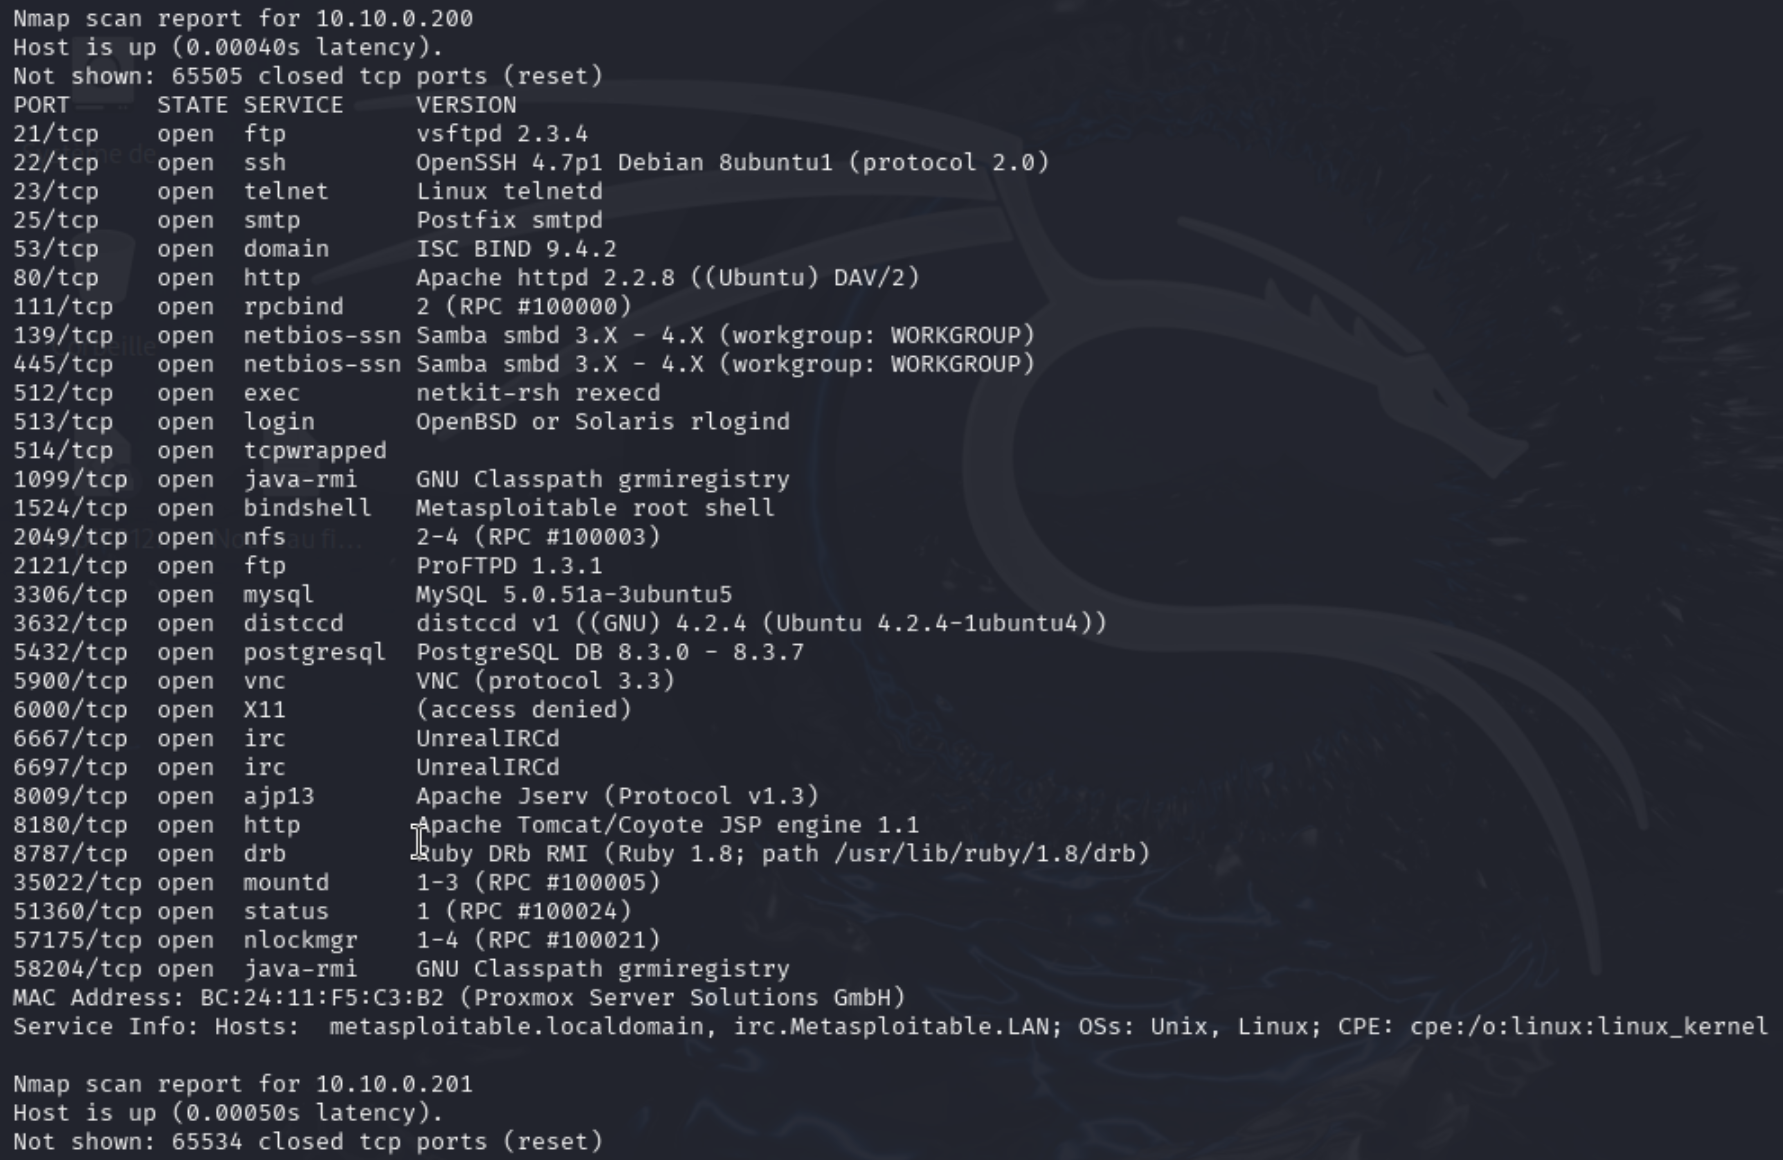 Nmap scan report for 10.10.0.200
Host is up (0.00040s latency).
Not shown: 65505 closed tcp ports (reset)
PORT      STATE SERVICE     VERSION
21/tcp    open  ftp         vsftpd 2.3.4
22/tcp    open  ssh         OpenSSH 4.7p1 Debian 8ubuntu1 (protocol 2.0)
23/tcp    open  telnet      Linux telnetd
25/tcp    open  smtp        Postfix smtpd
53/tcp    open  domain      ISC BIND 9.4.2
80/tcp    open  http        Apache httpd 2.2.8 ((Ubuntu) DAV/2)
111/tcp   open  rpcbind     2 (RPC #100000)
139/tcp   open  netbios-ssn Samba smbd 3.X - 4.X (workgroup: WORKGROUP)
445/tcp   open  netbios-ssn Samba smbd 3.X - 4.X (workgroup: WORKGROUP)
512/tcp   open  exec        netkit-rsh rexecd
513/tcp   open  login       OpenBSD or Solaris rlogind
514/tcp   open  tcpwrapped
1099/tcp  open  java-rmi    GNU Classpath grmiregistry
1524/tcp  open  bindshell   Metasploitable root shell
2049/tcp  open  nfs         2-4 (RPC #100003)
2121/tcp  open  ftp         ProFTPD 1.3.1
3306/tcp  open  mysql       MySQL 5.0.51a-3ubuntu5
3632/tcp  open  distccd     distccd v1 ((GNU) 4.2.4 (Ubuntu 4.2.4-1ubuntu4))
5432/tcp  open  postgresql  PostgreSQL DB 8.3.0 - 8.3.7
5900/tcp  open  vnc         VNC (protocol 3.3)
6000/tcp  open  X11         (access denied)
6667/tcp  open  irc         UnrealIRCd
6697/tcp  open  irc         UnrealIRCd
8009/tcp  open  ajp13       Apache Jserv (Protocol v1.3)
8180/tcp  open  http        Apache Tomcat/Coyote JSP engine 1.1
8787/tcp  open  drb         Ruby DRb RMI (Ruby 1.8; path /usr/lib/ruby/1.8/drb)
35022/tcp open  mountd      1-3 (RPC #100005)
51360/tcp open  status      1 (RPC #100024)
57175/tcp open  nlockmgr    1-4 (RPC #100021)
58204/tcp open  java-rmi    GNU Classpath grmiregistry
MAC Address: BC:24:11:F5:C3:B2 (Proxmox Server Solutions GmbH)
Service Info: Hosts:  metasploitable.localdomain, irc.Metasploitable.LAN; OSs: Unix, Linux; CPE: cpe:/o:linux:linux_kernel

Nmap scan report for 10.10.0.201
Host is up (0.00050s latency).
Not shown: 65534 closed tcp ports (reset)